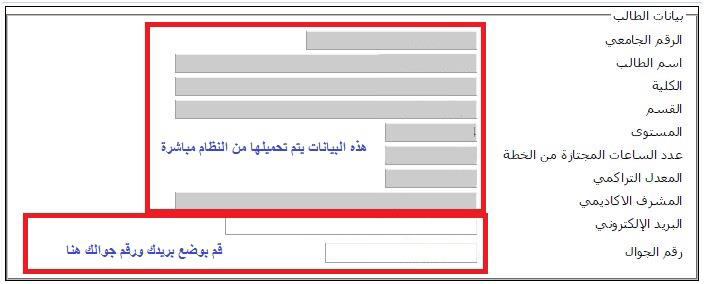 بيانات الطالب
الرقم الجامعي
اسم الطالب
الكلية
القسم
المستوى
هذه البيانات يتم تحميلها من النظام مباشرة
عدد الساعات المجتازة من الخطة
المعدل التراكمي
المشرف الاكاديمي
البريد الإلكتروني
رقم الجوال
قم بوضع بريدك ورقم جوالك هنا